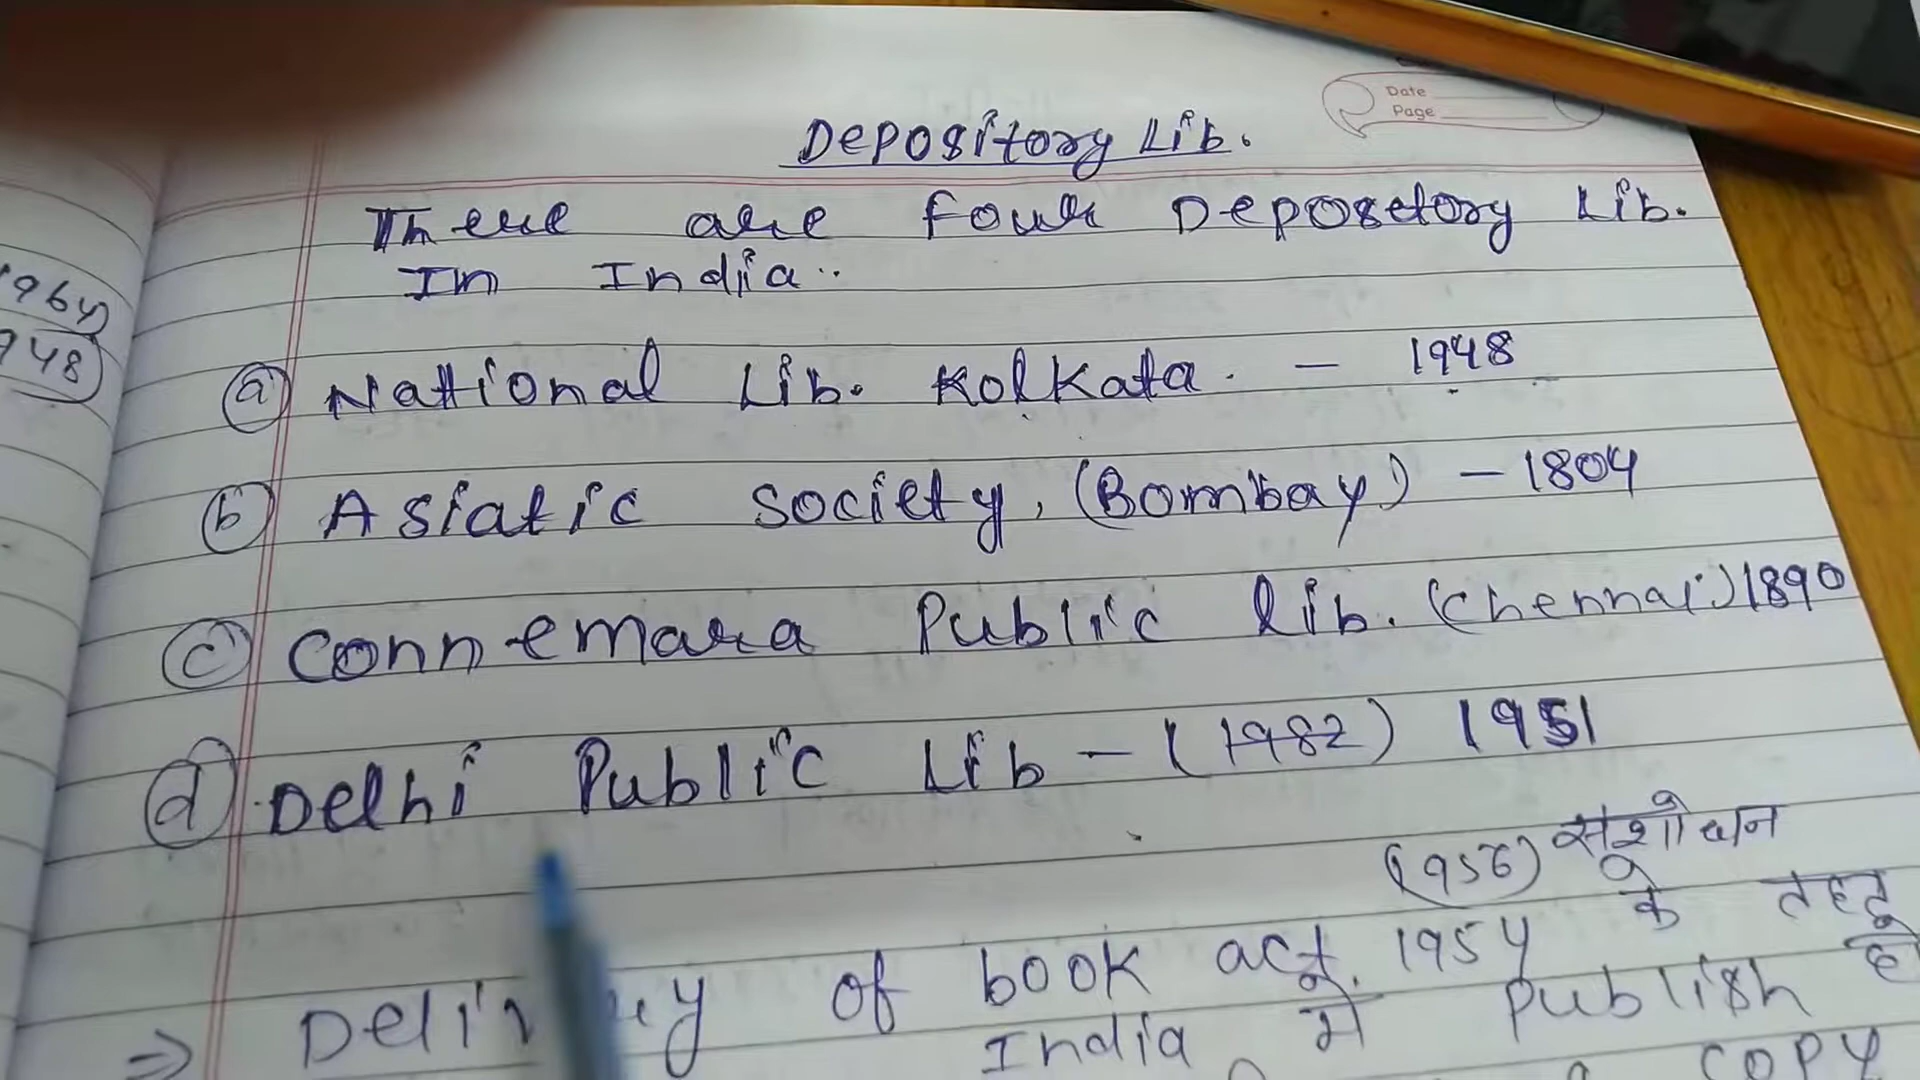 Date
Page
Depository Lib.
There are four Depository Lib.
In India..
1964)
948
(a) National Lib. Kolkata. - 1948
(b) Asiatic Society, (Bombay) - 1804
(c) Connemara Public Lib. (Chennai) 1890
(d) Delhi Public Lib - (1982) 1951
(1956) संशोधन
के तहत
⇒ of book act. 1954
India में Publish हो
copy